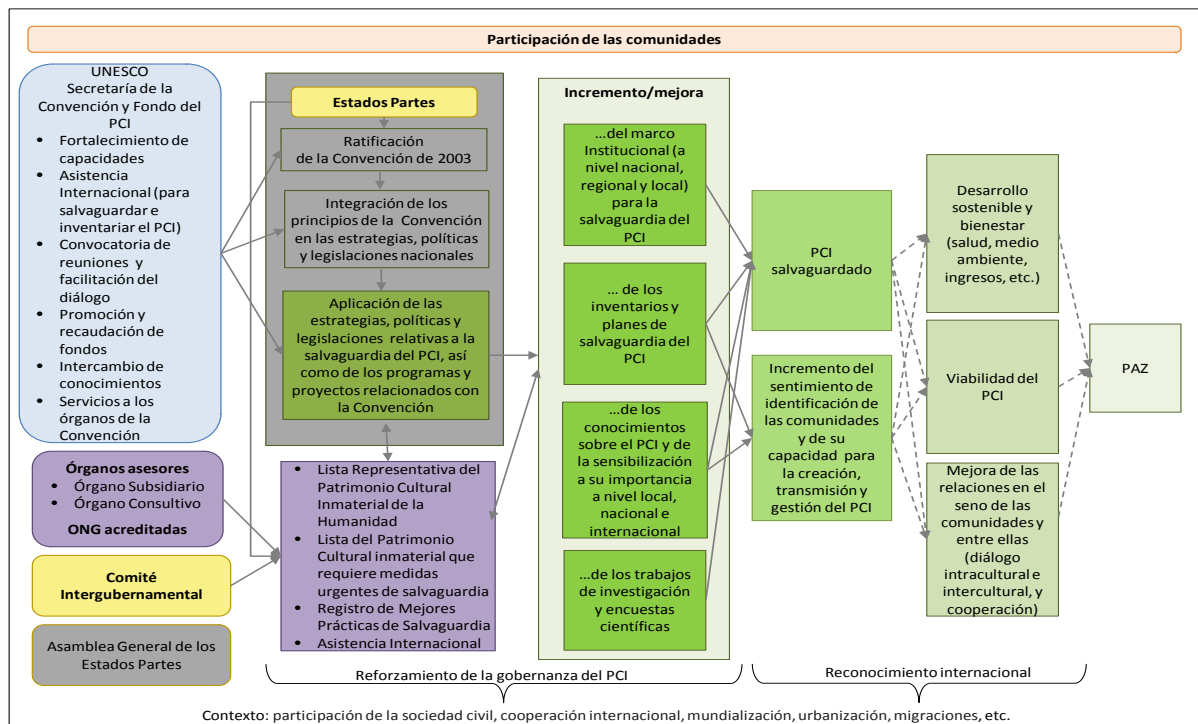 Participación de las comunidades
UNESCO
Secretaría de la
Convención y Fondo del
PCI
• Fortalecimiento de
capacidades
• Asistencia
Internacional (para
salvaguardar e
inventariar el PCI)
• Convocatoria de
reuniones y
facilitación del
diálogo
• Promoción y
recaudación de
fondos
• Intercambio de
conocimientos
• Servicios a los
órganos de la
Convención
Órganos asesores
• Órgano Subsidiario
• Órgano Consultivo
ONG acreditadas
Comité
Intergubernamental
Asamblea General de los
Estados Partes
Estados Partes
Ratificación
de la Convención de 2003
Integración de los
principios de la Convención
en las estrategias, políticas
y legislaciones nacionales
Aplicación de las
estrategias, políticas y
legislaciones relativas a la
salvaguardia del PCI, así
como de los programas y
proyectos relacionados con
la Convención
• Lista Representativa del
Patrimonio Cultural
Inmaterial de la
Humanidad
• Lista del Patrimonio
Cultural inmaterial que
requiere medidas
urgentes de salvaguardia
• Registro de Mejores
Prácticas de Salvaguardia
• Asistencia Internacional
Incremento/mejora
...del marco
Institucional (a
nivel nacional,
regional y local)
para la
salvaguardia del
PCI
... de los
inventarios y
planes de
salvaguardia del
PCI
...de los
conocimientos
sobre el PCI y de
la sensibilización
a su importancia
a nivel local,
nacional e
internacional
...de los trabajos
de investigación
y encuestas
científicas
PCI
salvaguardado
Incremento del
sentimiento de
identificación de
las comunidades
y de su
capacidad para
la creación,
transmisión y
gestión del PCI
Desarrollo
sostenible y
bienestar
(salud, medio
ambiente,
ingresos, etc.)
Viabilidad del
PCI
Mejora de las
relaciones en el
seno de las
comunidades y
entre ellas
(diálogo
intracultural e
intercultural, y
cooperación)
PAZ
Reforzamiento de la gobernanza del PCI
Reconocimiento internacional
Contexto: participación de la sociedad civil, cooperación internacional, mundialización, urbanización, migraciones, etc.